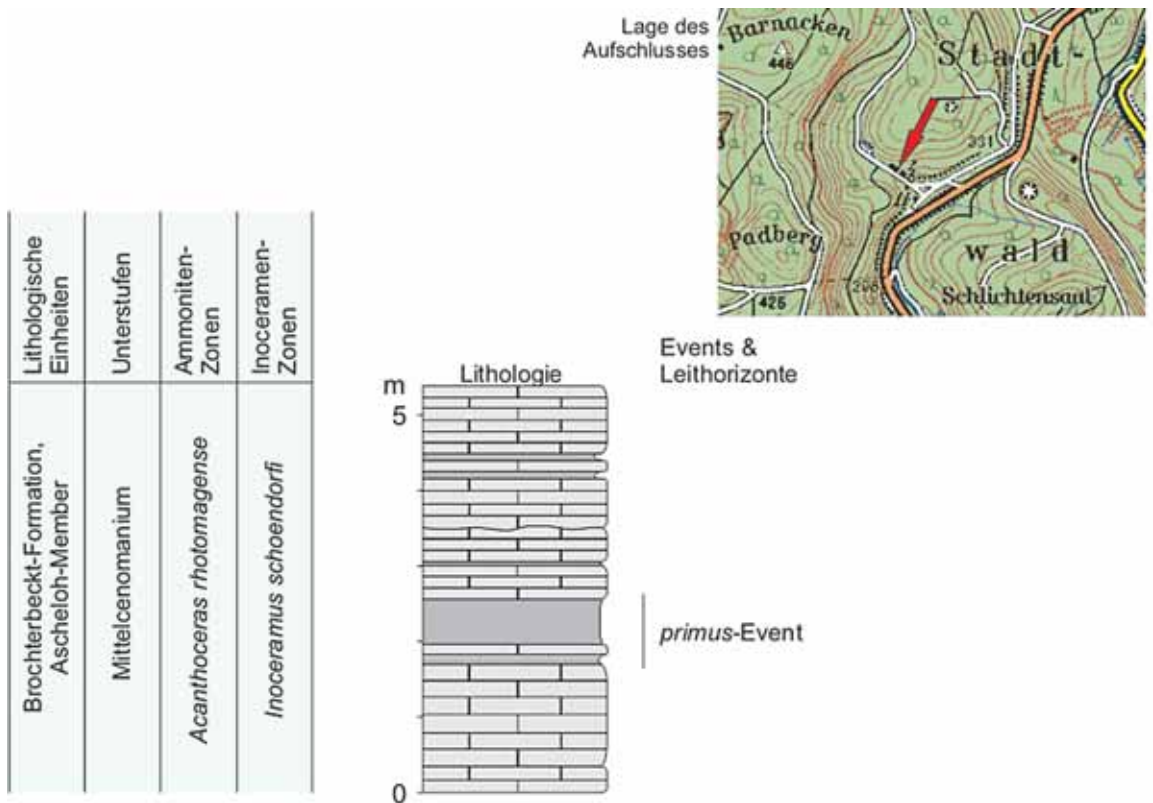 Lage des
Aufschlusses
Barnacken
446
Stadt-
331
Padberg
wald
Schlichtensaul
425
Lithologische
Einheiten
Unterstufen
Ammoniten-
Zonen
Inoceramen-
Zonen
Brochterbeckt-Formation,
Ascheloh-Member
Mittelcenomanium
Acanthoceras rhotomagense
Inoceramus schoendorfi
m
Lithologie
Events &
Leithorizonte
5
primus-Event
0